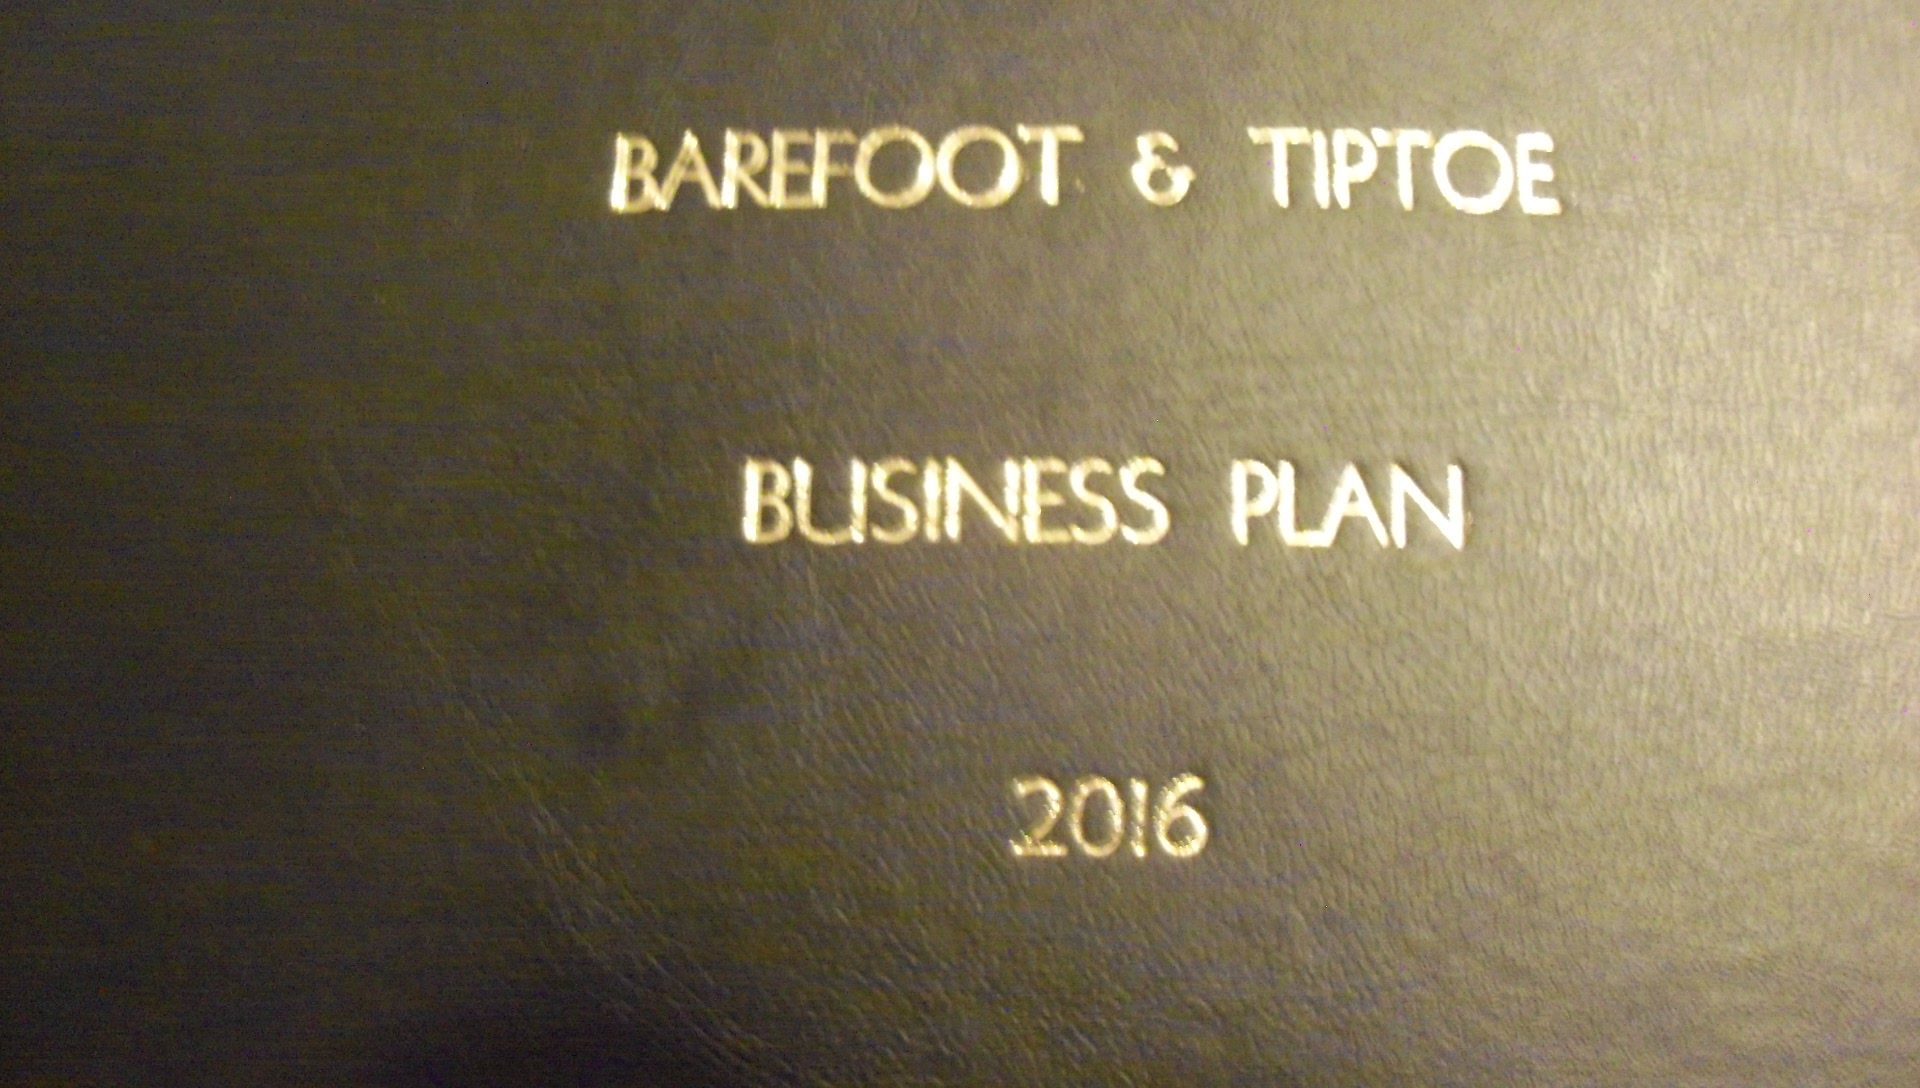 BAREFOOT & TIPTOE
BUSINESS PLAN
2016